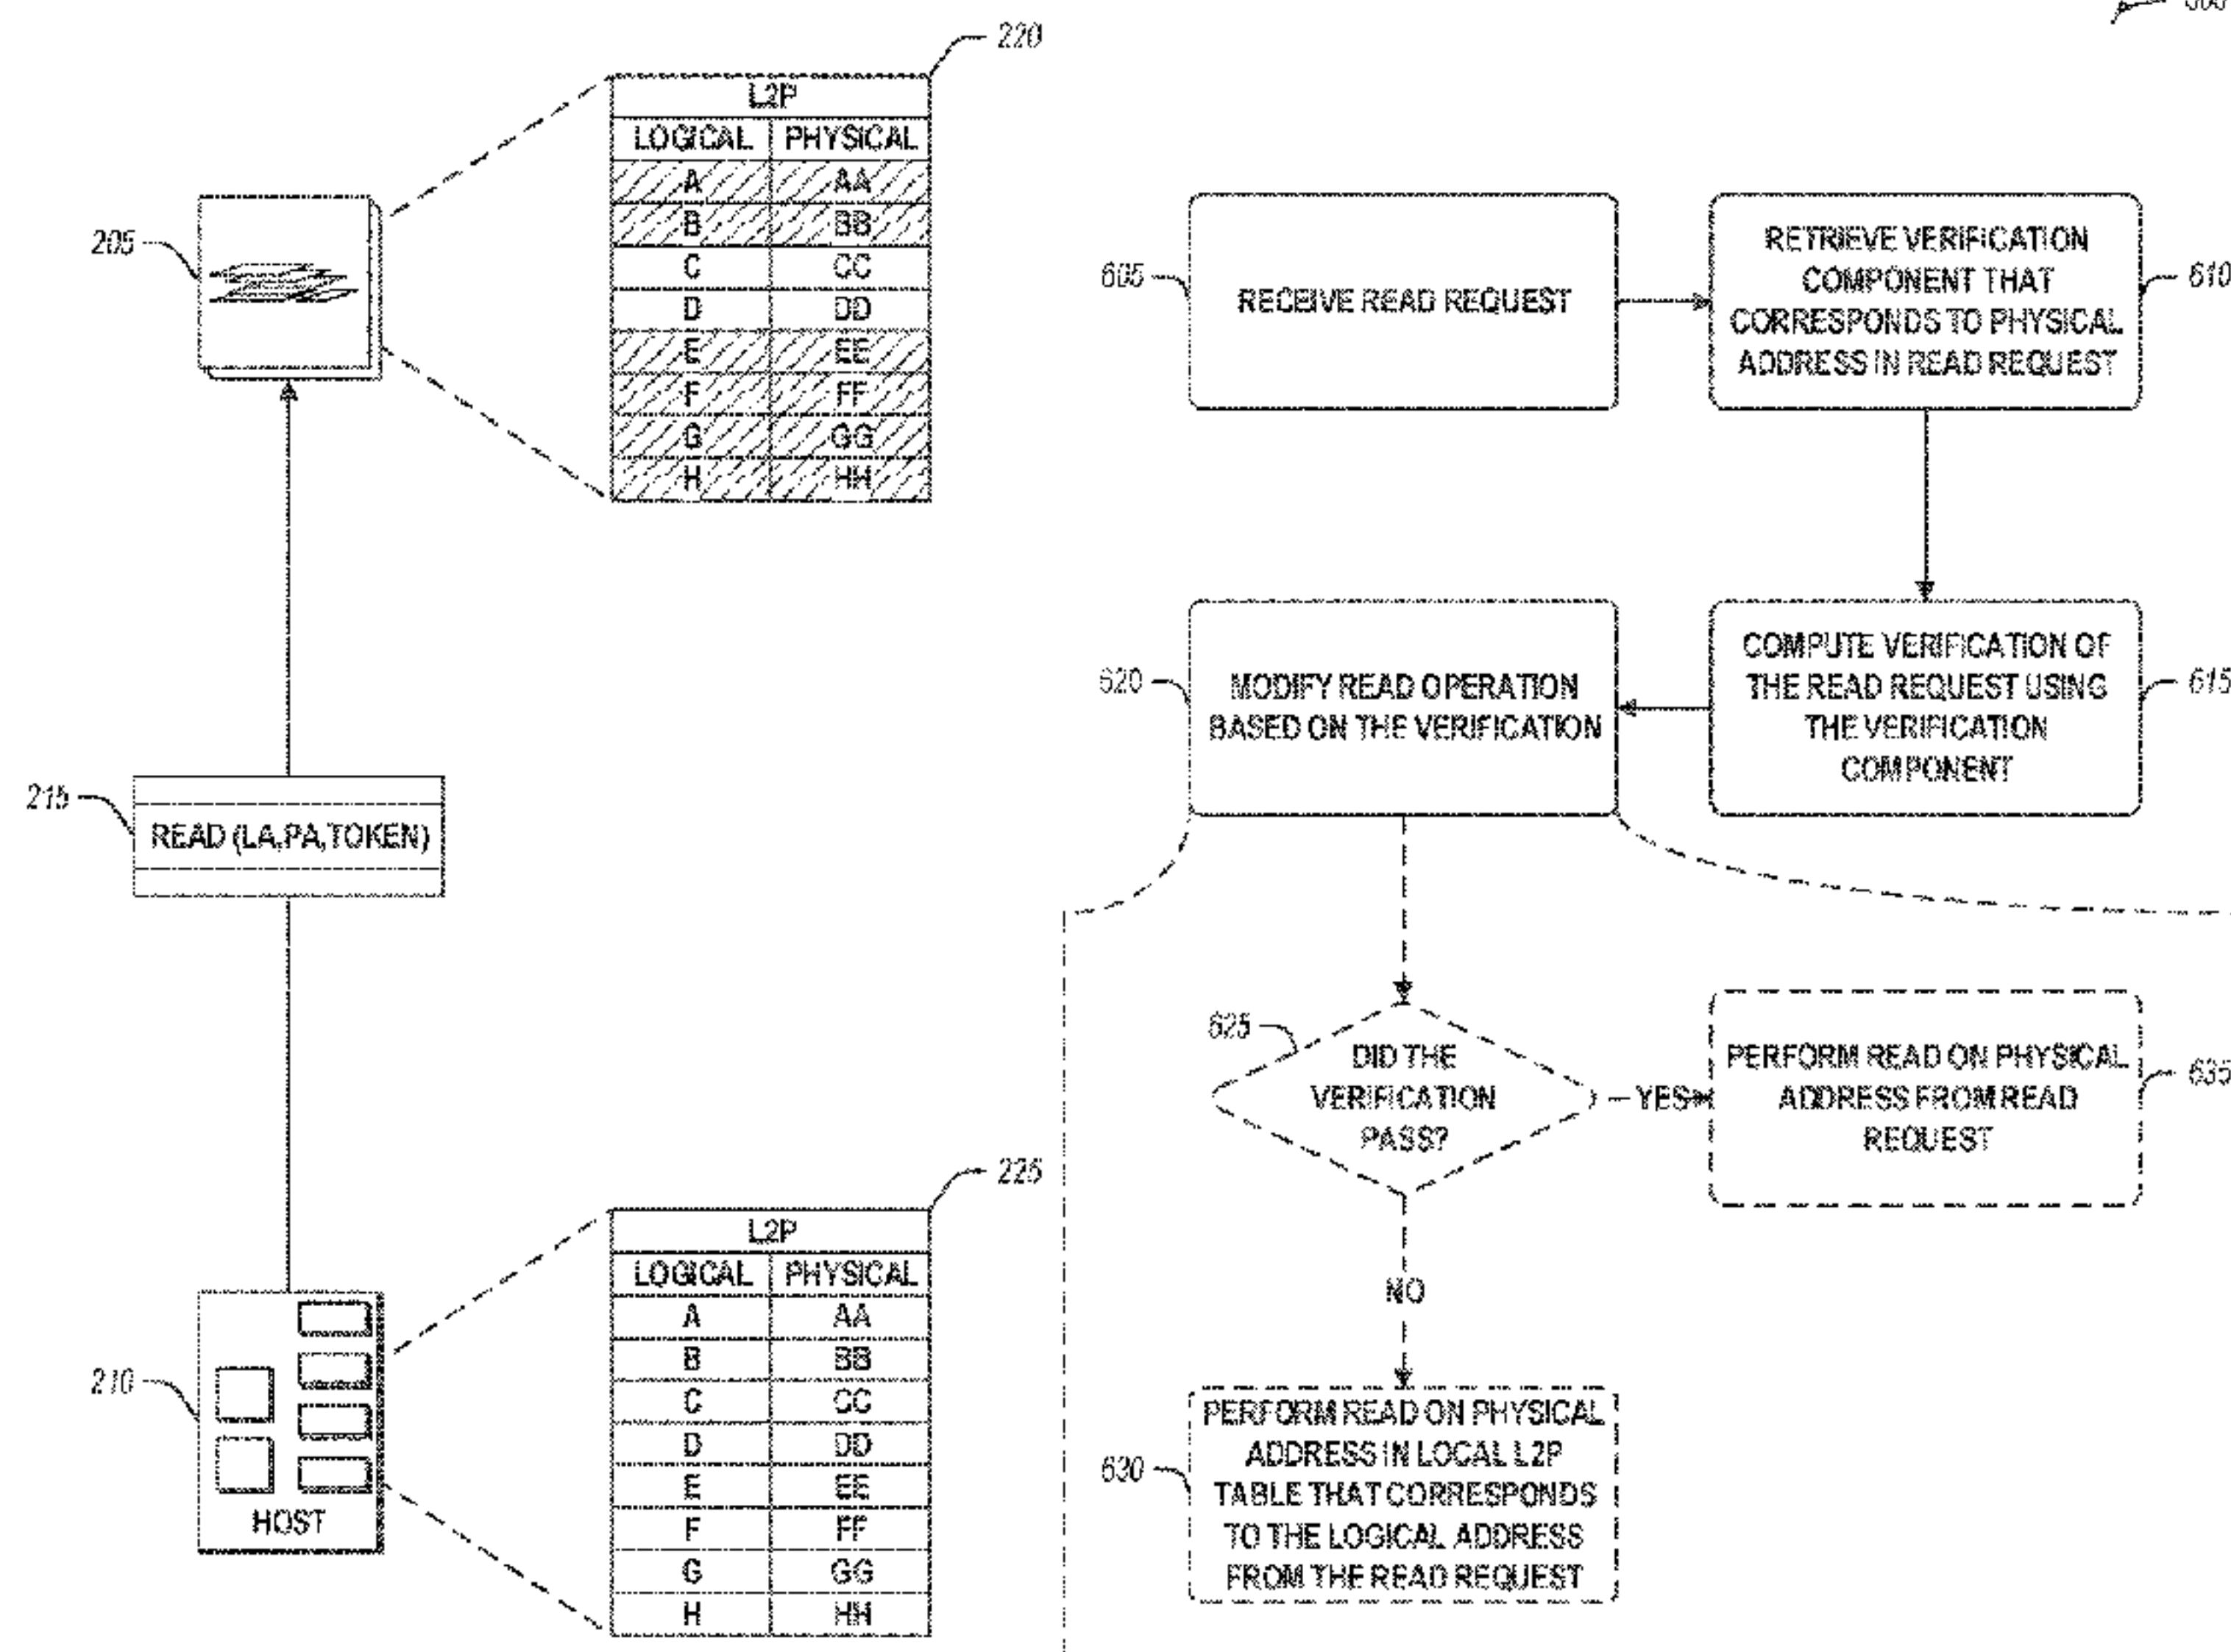 220
L2P
LOGICAL PHYSICAL
A AA
B BB
C CC
D DD
E EE
F FF
G GG
H HH
205
215
READ (LA,PA,TOKEN)
225
L2P
LOGICAL PHYSICAL
A AA
B BB
C CC
D DD
E EE
F FF
G GG
H HH
210
HOST
605
RECEIVE READ REQUEST
RETRIEVE VERIFICATION
COMPONENT THAT
CORRESPONDS TO PHYSICAL
ADDRESS IN READ REQUEST
610
COMPUTE VERIFICATION OF
THE READ REQUEST USING
THE VERIFICATION
COMPONENT
615
620
MODIFY READ OPERATION
BASED ON THE VERIFICATION
625
DID THE
VERIFICATION
PASS?
YES
PERFORM READ ON PHYSICAL
ADDRESS FROM READ
REQUEST
635
NO
630
PERFORM READ ON PHYSICAL
ADDRESS IN LOCAL L2P
TABLE THAT CORRESPONDS
TO THE LOGICAL ADDRESS
FROM THE READ REQUEST